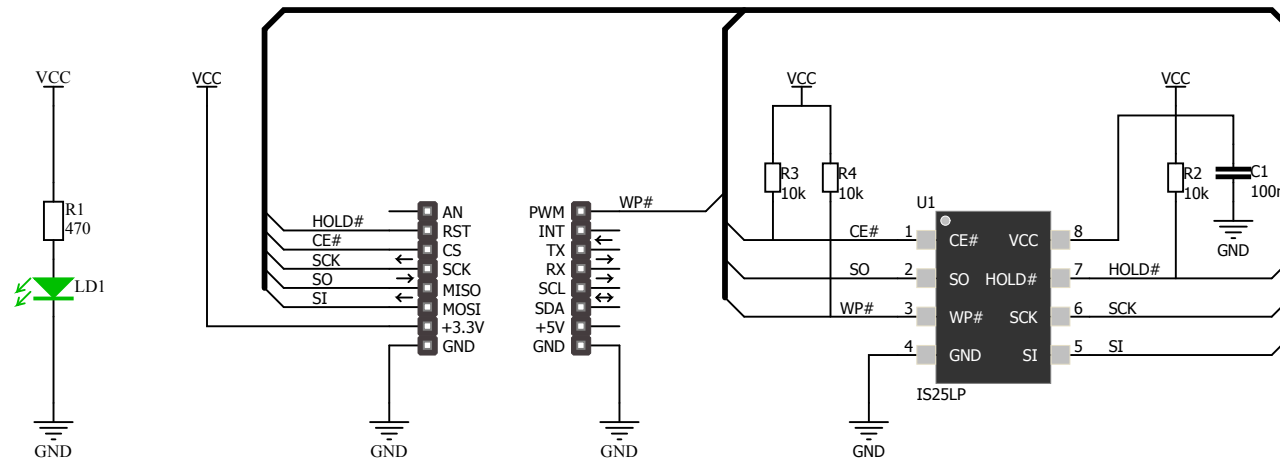 VCC
R1
470
LD1
GND
VCC
HOLD#
CE#
SCK
SO
SI
AN
RST
CS
SCK
MISO
MOSI
+3.3V
GND
GND
PWM
INT
TX
RX
SCL
SDA
+5V
GND
WP#
GND
VCC
R3
10k
R4
10k
CE#
1
SO
2
WP#
3
4
GND
U1
CE#
SO
WP#
GND
VCC
HOLD#
SCK
SI
IS25LP
8
7
HOLD#
6
SCK
5
SI
VCC
R2
10k
C1
100n
GND